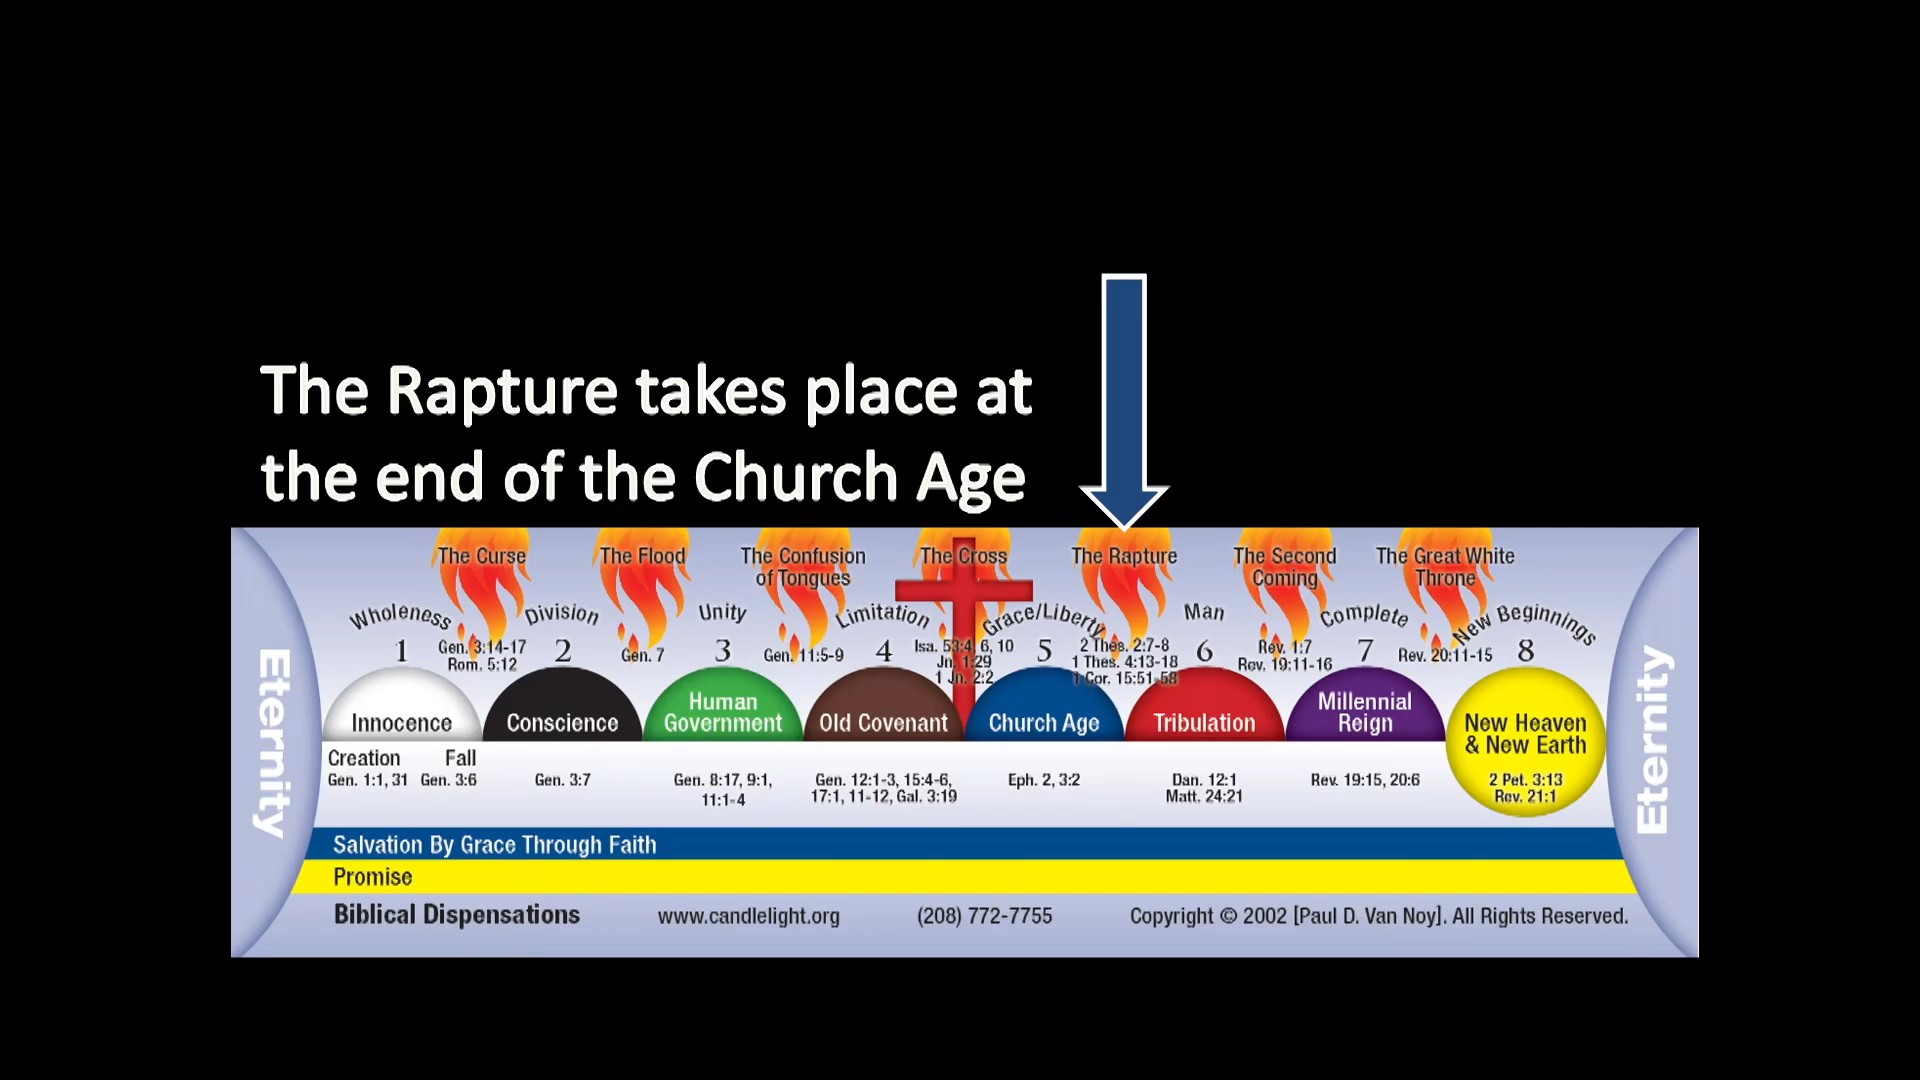 The Rapture takes place at
the end of the Church Age
The Curse
The Flood
The Confusion
of Tongues
The Cross
The Rapture
The Second
Coming
The Great White
Throne
Wholeness
Division
Unity
Limitation
Grace/Liberty
Man
Complete
New Beginnings
1
Gen. 3:14-17
Rom. 5:12
2
Gen. 7
3
Gen. 11:5-9
4
Isa. 53:4, 6, 10
Jn. 1:29
1 Jn. 2:2
5
2 Thes. 2:7-8
1 Thes. 4:13-18
1 Cor. 15:51-58
6
Rev. 1:7
Rev. 19:11-16
7
Rev. 20:11-15
8
Eternity
Innocence
Conscience
Human
Government
Old Covenant
Church Age
Tribulation
Millennial
Reign
New Heaven
& New Earth
Eternity
Creation
Gen. 1:1, 31
Fall
Gen. 3:6
Gen. 3:7
Gen. 8:17, 9:1,
11:1-4
Gen. 12:1-3, 15:4-6,
17:1, 11-12, Gal. 3:19
Eph. 2, 3:2
Dan. 12:1
Matt. 24:21
Rev. 19:15, 20:6
2 Pet. 3:13
Rev. 21:1
Salvation By Grace Through Faith
Promise
Biblical Dispensations www.candlelight.org (208) 772-7755 Copyright © 2002 [Paul D. Van Noy]. All Rights Reserved.